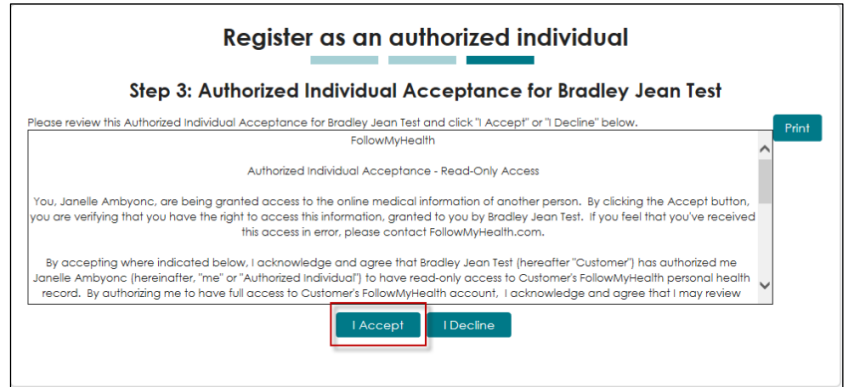 Register as an authorized individual
Step 3: Authorized Individual Acceptance for Bradley Jean Test
Please review this Authorized Individual Acceptance for Bradley Jean Test and click "I Accept" or "I Decline" below.
Print
FollowMyHealth
Authorized Individual Acceptance - Read-Only Access
You, Janelle Ambyonc, are being granted access to the online medical information of another person. By clicking the Accept button,
you are verifying that you have the right to access this information, granted to you by Bradley Jean Test. If you feel that you've received
this access in error, please contact FollowMyHealth.com.
By accepting where indicated below, I acknowledge and agree that Bradley Jean Test (hereafter "Customer") has authorized me
Janelle Ambyonc (hereinafter, "me" or "Authorized Individual") to have read-only access to Customer's FollowMyHealth personal health
record. By authorizing me to have full access to Customer's FollowMyHealth account, I acknowledge and agree that I may review
I Accept
I Decline